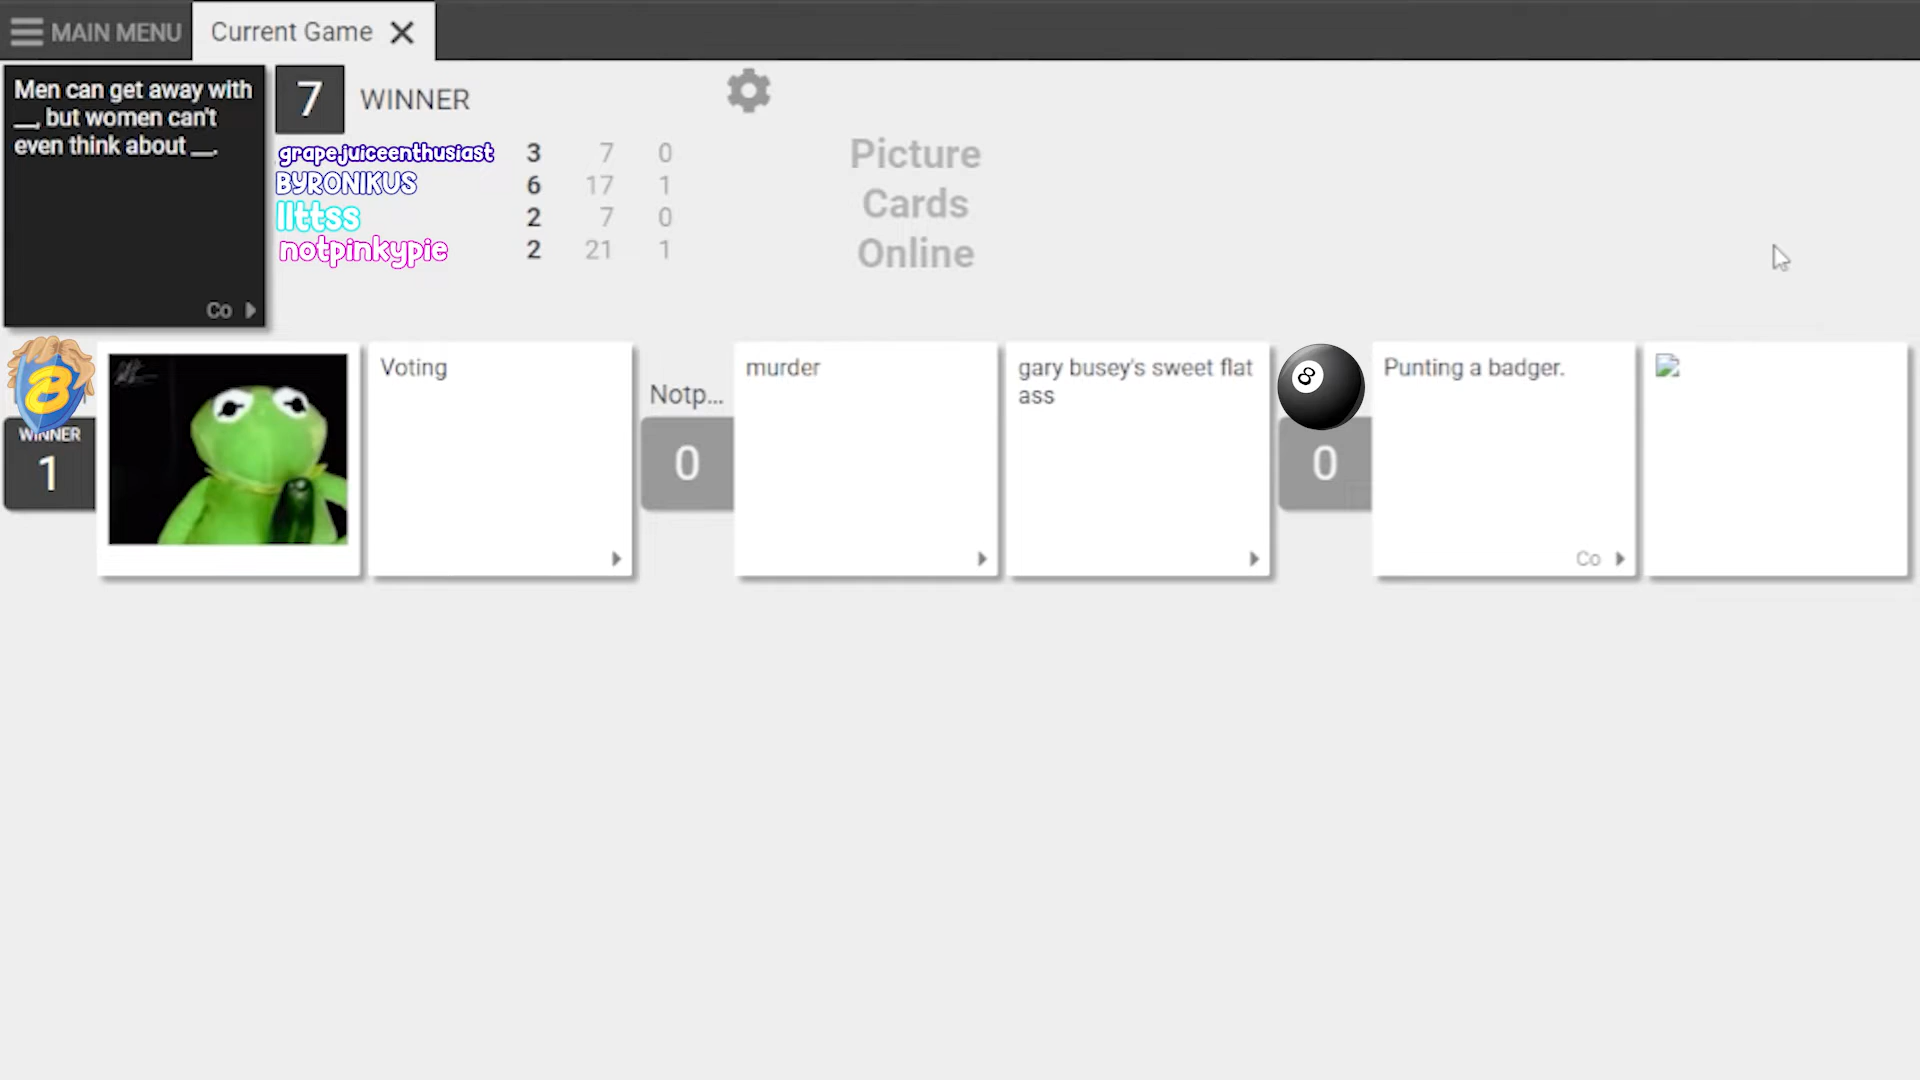 MAIN MENU
Current Game
Men can get away with
__, but women can't
even think about __.
Co
7 WINNER
grapejuiceenthusiast 3 7 0
BYRONIKUS 6 17 1
llttss 2 7 0
notpinkypie 2 21 1
Picture
Cards
Online
B
WINNER
1
Voting
Notp...
0
murder
gary busey's sweet flat
ass
8
0
Punting a badger.
Co